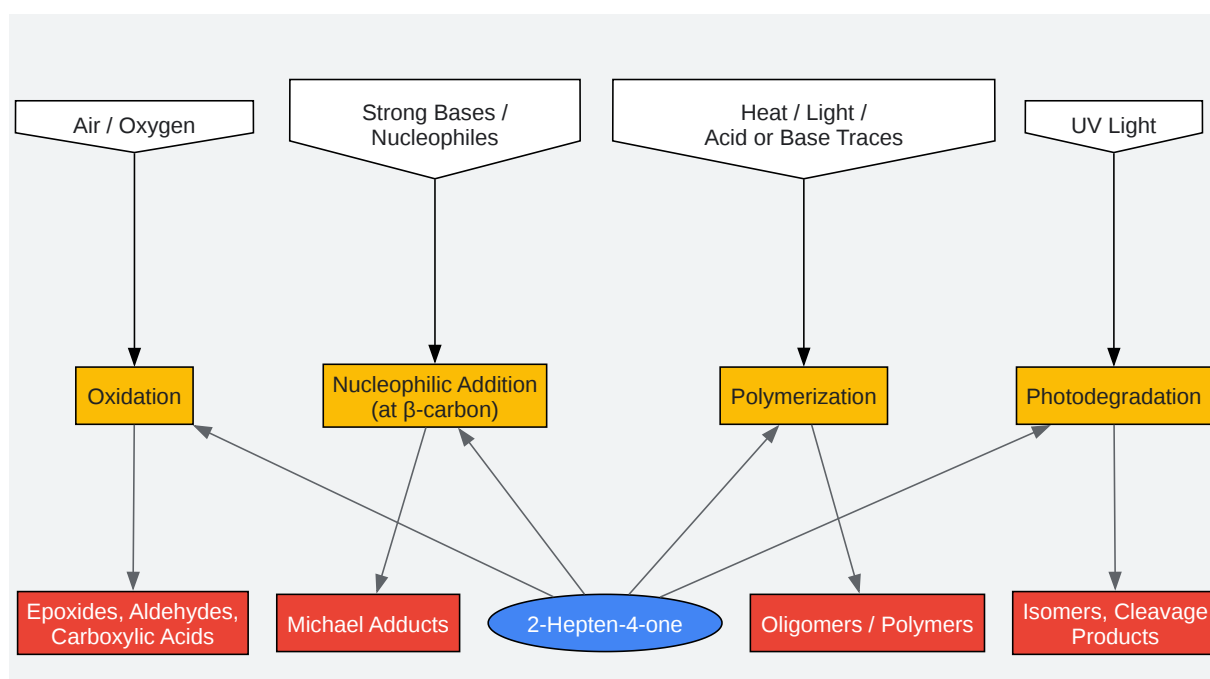 Air / Oxygen
Strong Bases /
Nucleophiles
Heat / Light /
Acid or Base Traces
UV Light
Oxidation
Nucleophilic Addition
(at β-carbon)
Polymerization
Photodegradation
Epoxides, Aldehydes,
Carboxylic Acids
Michael Adducts
2-Hepten-4-one
Oligomers / Polymers
Isomers, Cleavage
Products